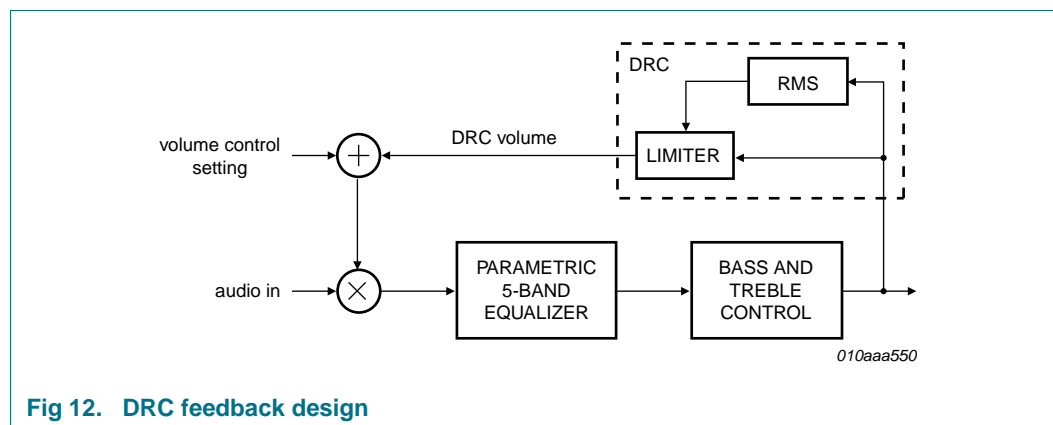 DRC
RMS
volume control
setting
+
DRC volume
LIMITER
audio in
×
PARAMETRIC
5-BAND
EQUALIZER
BASS AND
TREBLE
CONTROL
010aaa550
Fig 12. DRC feedback design